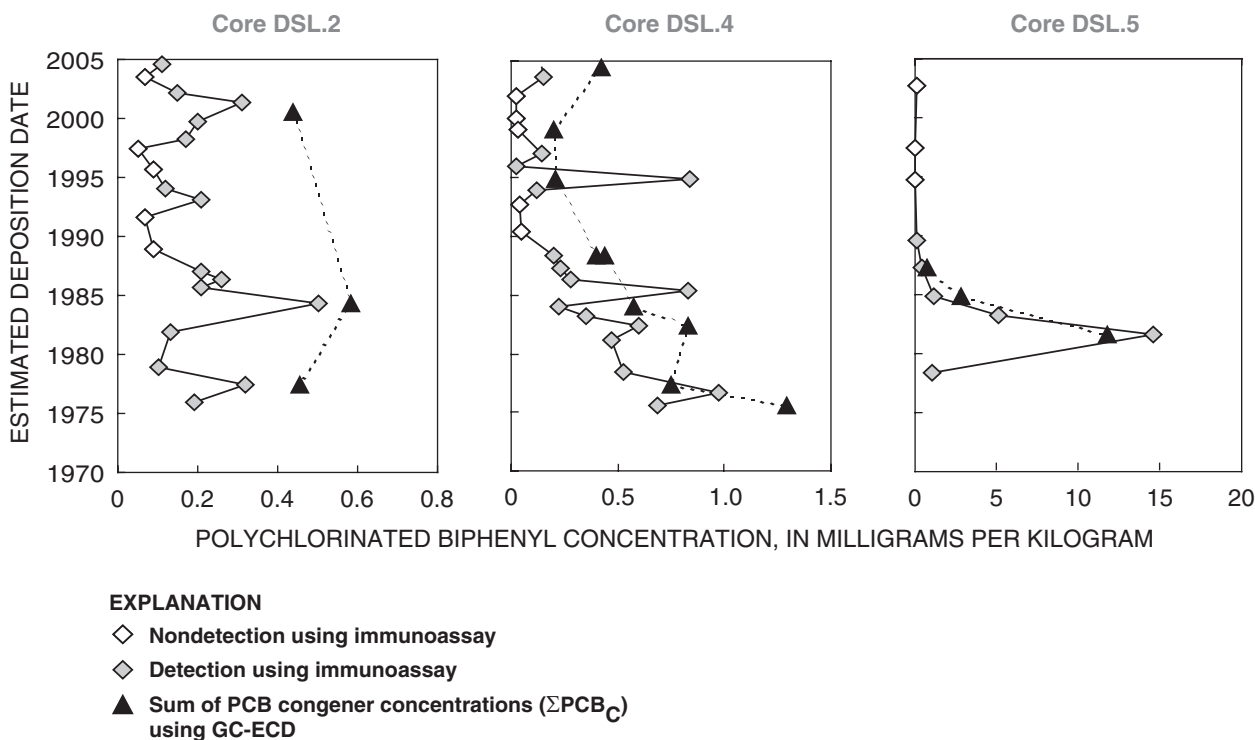 Core DSL.2
Core DSL.4
Core DSL.5
ESTIMATED DEPOSITION DATE
2005
2000
1995
1990
1985
1980
1975
1970
0
0.2
0.4
0.6
0.8
0
0.5
1.0
1.5
0
5
10
15
20
POLYCHLORINATED BIPHENYL CONCENTRATION, IN MILLIGRAMS PER KILOGRAM
EXPLANATION
Nondetection using immunoassay
Detection using immunoassay
Sum of PCB congener concentrations (ΣPCBC)
using GC-ECD